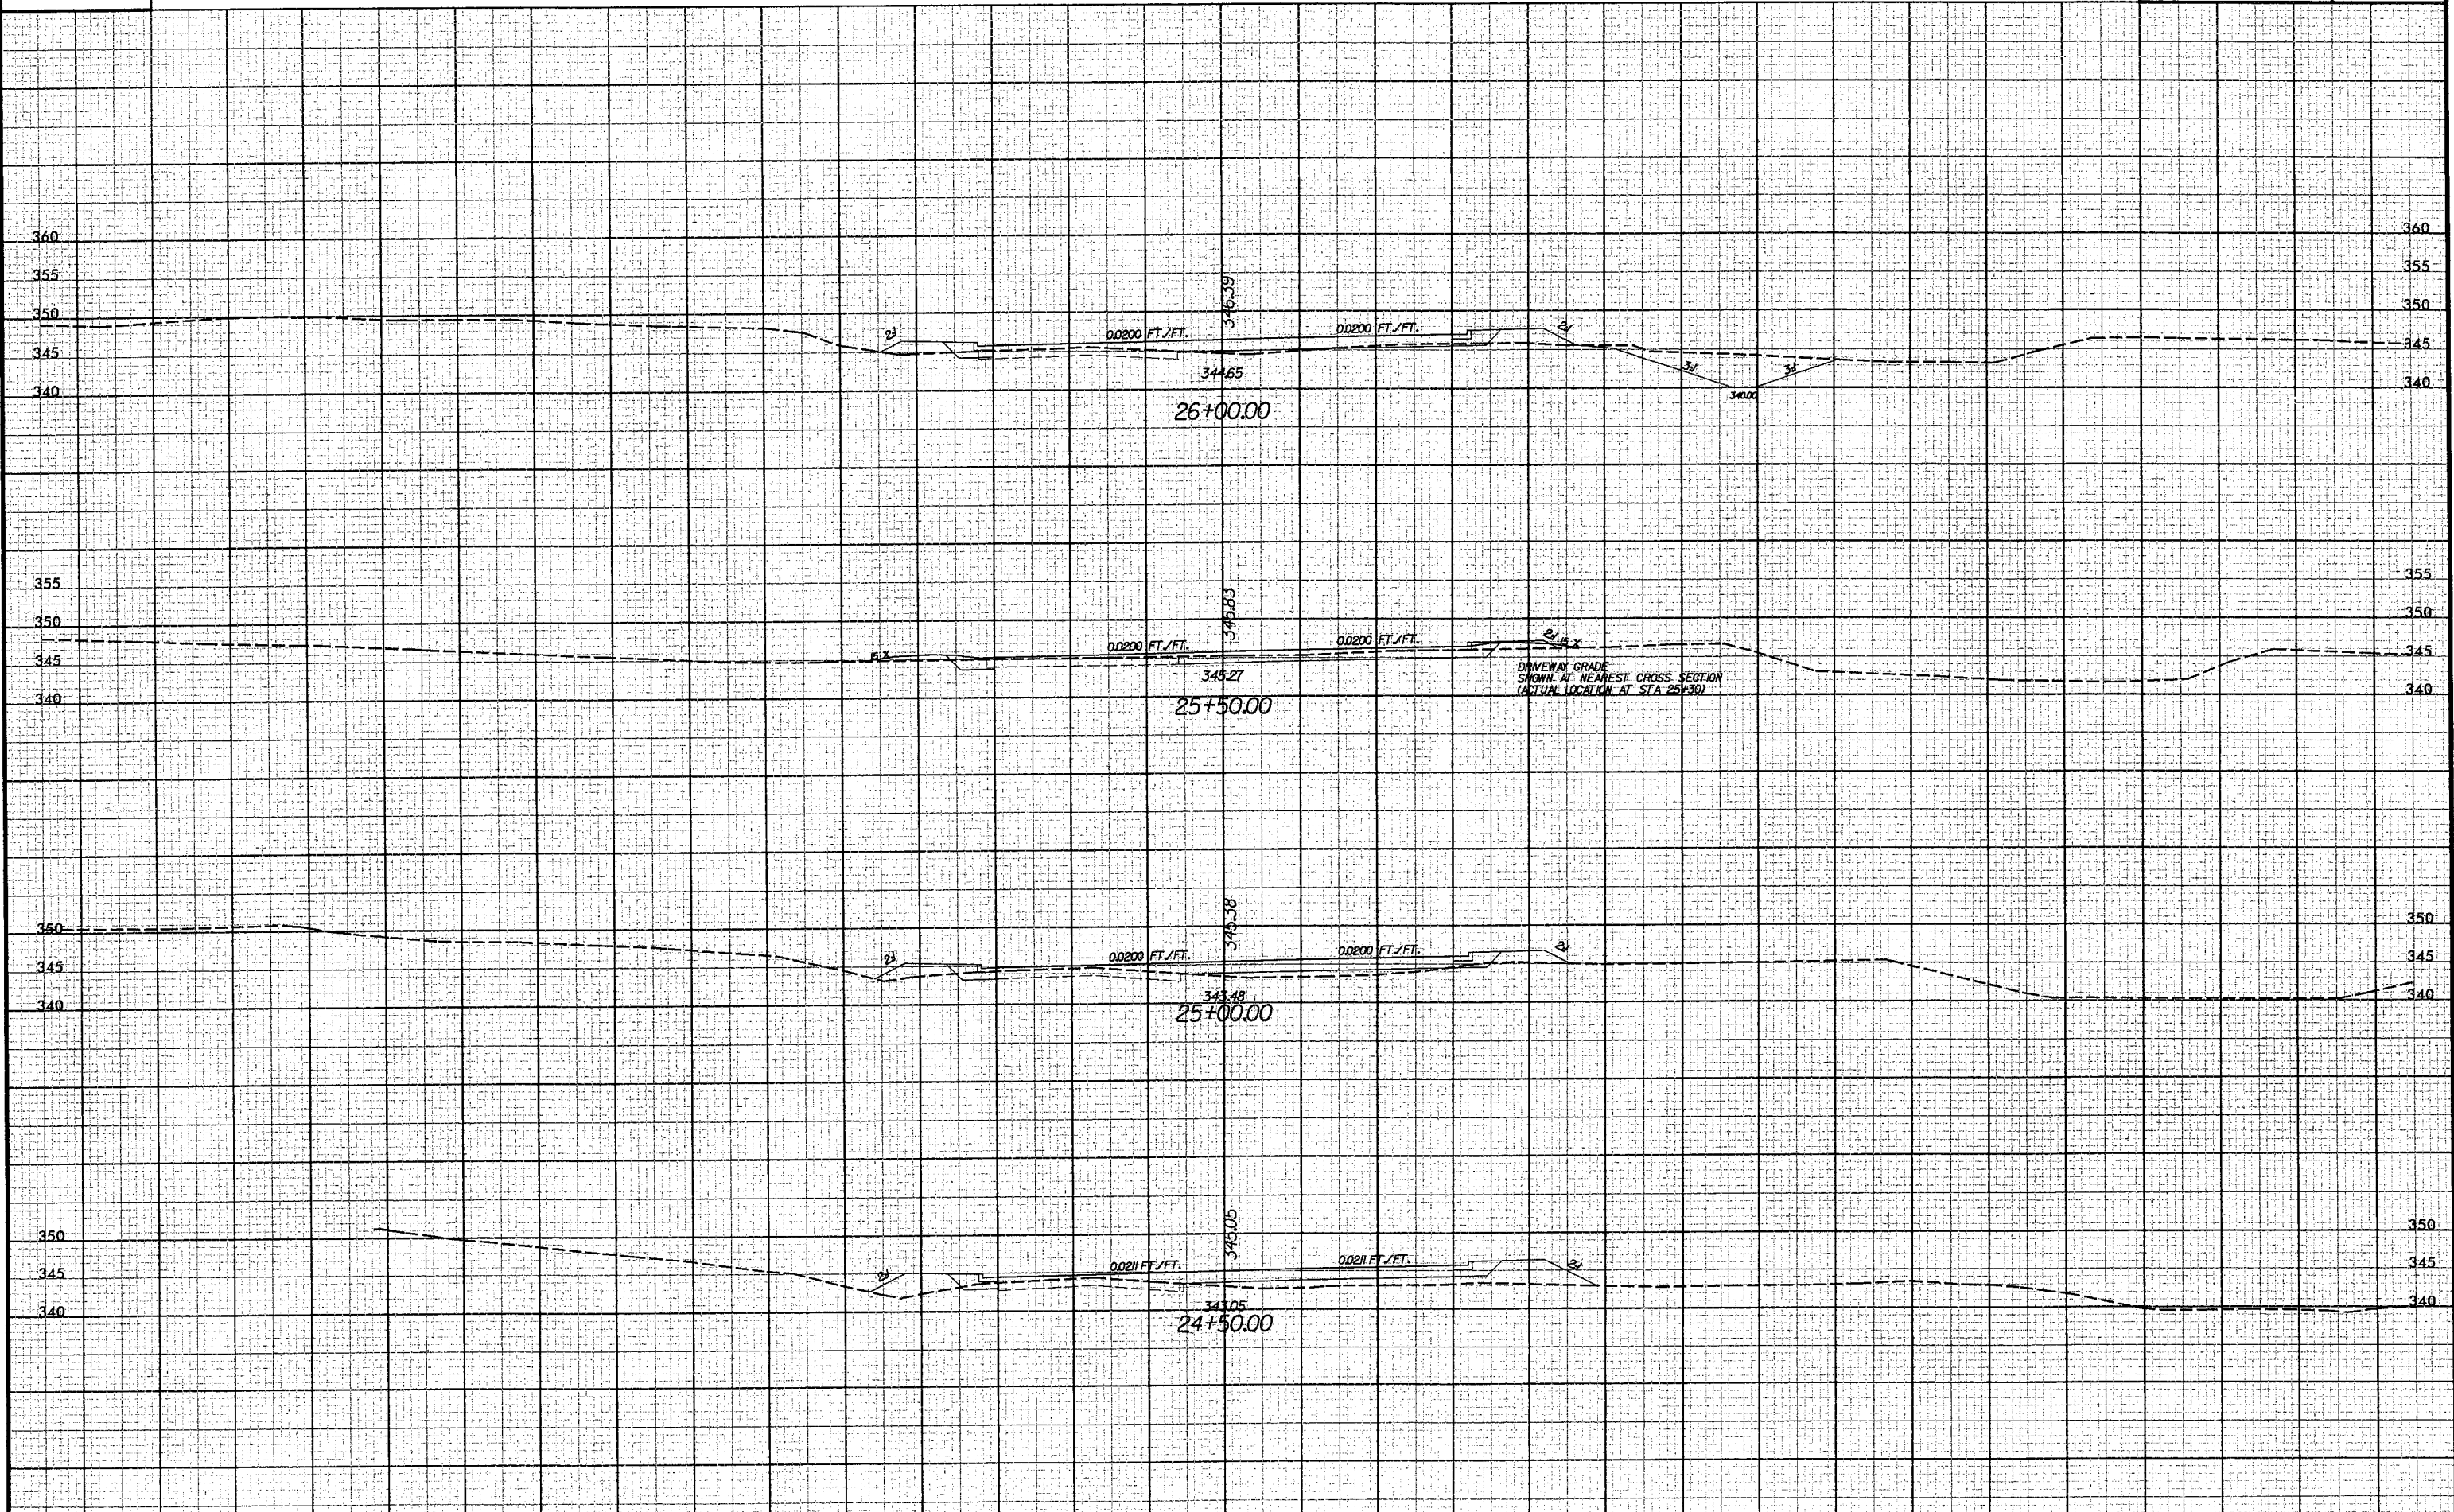 360 360
355 355
346.39
350 350
2:1 0.0200 FT./FT. 0.0200 FT./FT. 2:1
345 345
344.65 3:1 3:1
340 340
340.00
26+00.00
355 355
345.83
350 350
0.0200 FT./FT. 0.0200 FT./FT. 2:1 15 %
345 15 % 345
DRIVEWAY GRADE
345.27 SHOWN AT NEAREST CROSS SECTION
340 (ACTUAL LOCATION AT STA 25+30) 340
25+50.00
345.38
350 350
2:1 0.0200 FT./FT. 0.0200 FT./FT. 2:1
345 345
343.48
340 340
25+00.00
345.05
350 350
2:1 0.0211 FT./FT. 0.0211 FT./FT. 2:1
345 345
343.05
340 340
24+50.00